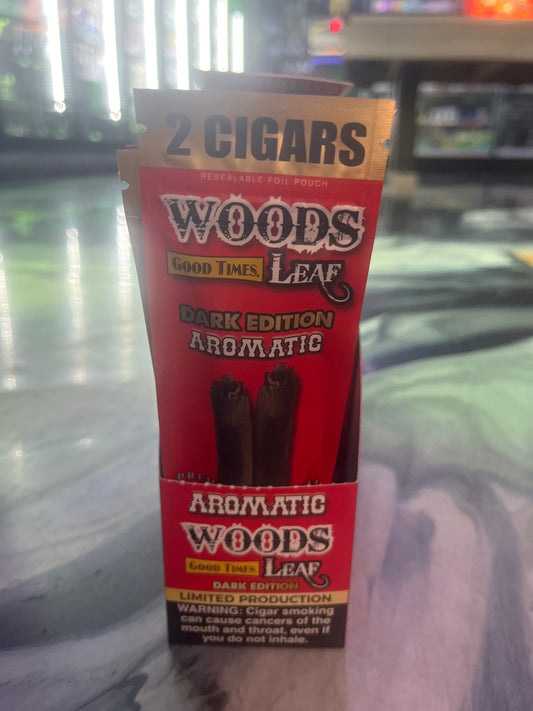 2 CIGARS
RESEALABLE FOIL POUCH
WOODS
GOOD TIMES. LEAF
DARK EDITION
AROMATIC
AROMATIC
WOODS
GOOD TIMES. LEAF
DARK EDITION
LIMITED PRODUCTION
WARNING: Cigar smoking
can cause cancers of the
mouth and throat, even if
you do not inhale.